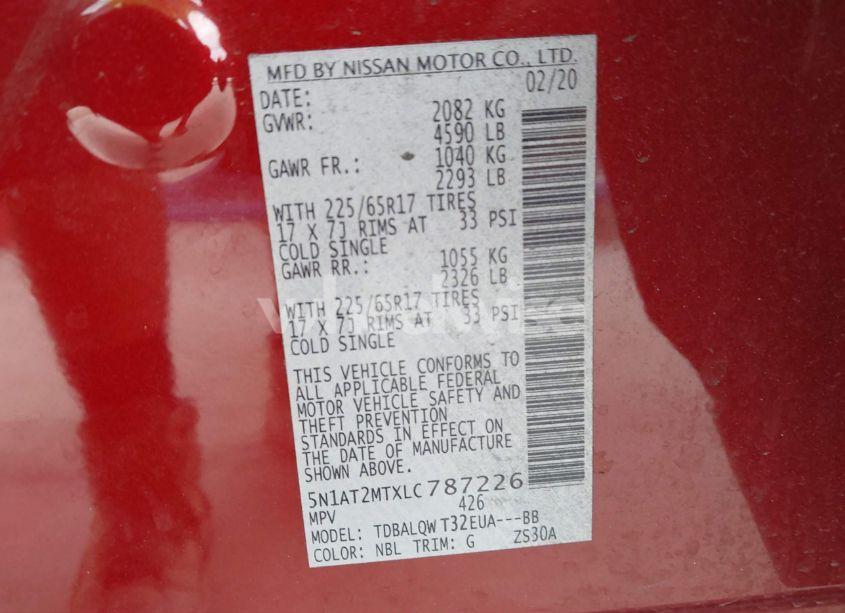 MFD BY NISSAN MOTOR CO., LTD.
DATE: 02/20
GVWR: 2082 KG
4590 LB
GAWR FR.: 1040 KG
2293 LB
WITH 225/65R17 TIRES
17 X 7J RIMS AT 33 PSI
COLD SINGLE
GAWR RR.: 1055 KG
2326 LB
WITH 225/65R17 TIRES
17 X 7J RIMS AT 33 PSI
COLD SINGLE
THIS VEHICLE CONFORMS TO
ALL APPLICABLE FEDERAL
MOTOR VEHICLE SAFETY AND
THEFT PREVENTION
STANDARDS IN EFFECT ON
THE DATE OF MANUFACTURE
SHOWN ABOVE.
5N1AT2MTXLC787226
MPV 426
MODEL: TDBALQWT32EUA---BB
COLOR: NBL TRIM: G ZS30A